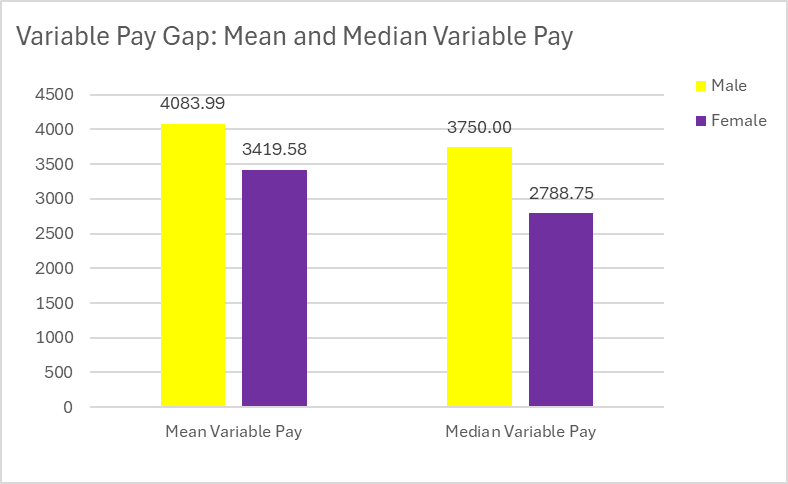 Variable Pay Gap: Mean and Median Variable Pay
Male
Female
4500
4000
3500
3000
2500
2000
1500
1000
500
0
4083.99
3419.58
3750.00
2788.75
Mean Variable Pay
Median Variable Pay